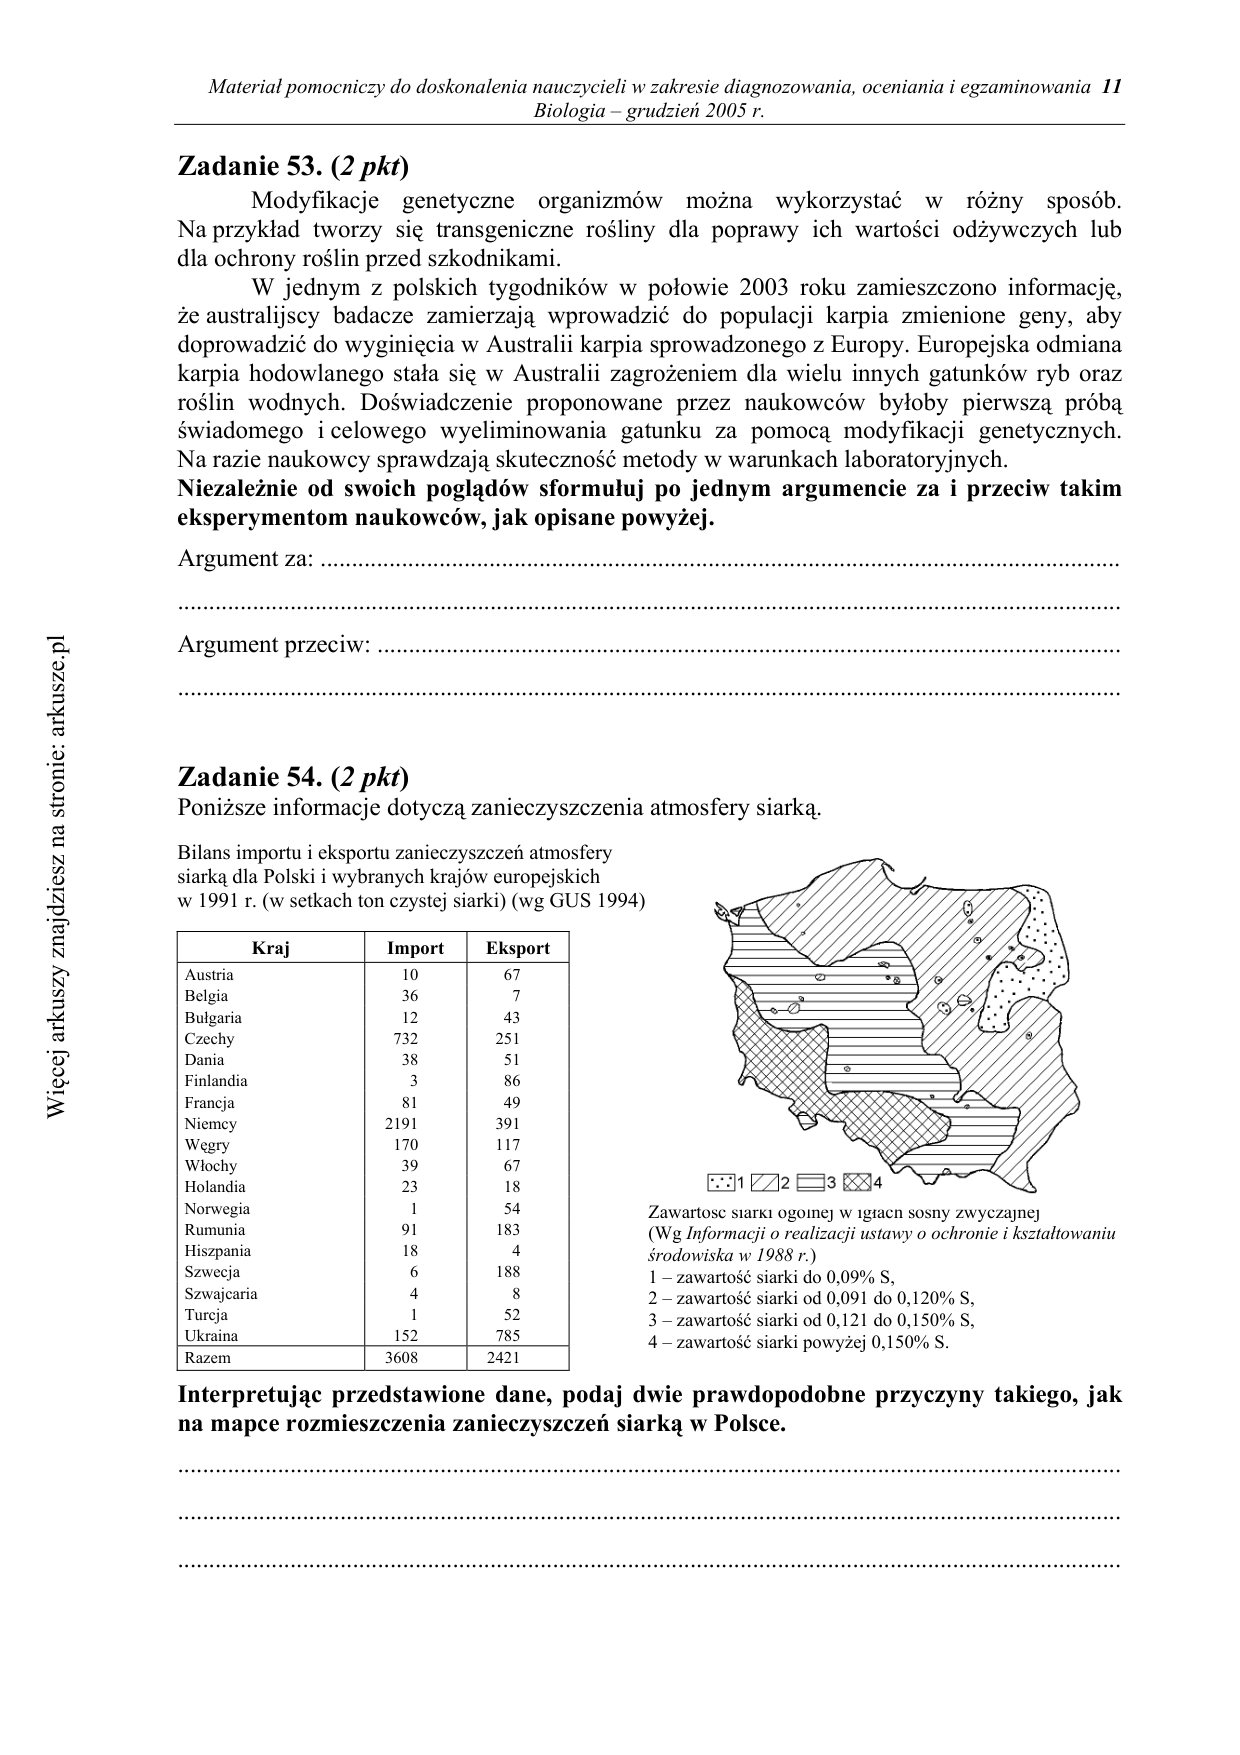 Materiał pomocniczy do doskonalenia nauczycieli w zakresie diagnozowania, oceniania i egzaminowania 11
Biologia – grudzień 2005 r.
Zadanie 53. (2 pkt)
Modyfikacje genetyczne organizmów można wykorzystać w różny sposób.
Na przykład tworzy się transgeniczne rośliny dla poprawy ich wartości odżywczych lub
dla ochrony roślin przed szkodnikami.
W jednym z polskich tygodników w połowie 2003 roku zamieszczono informację,
że australijscy badacze zamierzają wprowadzić do populacji karpia zmienione geny, aby
doprowadzić do wyginięcia w Australii karpia sprowadzonego z Europy. Europejska odmiana
karpia hodowlanego stała się w Australii zagrożeniem dla wielu innych gatunków ryb oraz
roślin wodnych. Doświadczenie proponowane przez naukowców byłoby pierwszą próbą
świadomego i celowego wyeliminowania gatunku za pomocą modyfikacji genetycznych.
Na razie naukowcy sprawdzają skuteczność metody w warunkach laboratoryjnych.
Niezależnie od swoich poglądów sformułuj po jednym argumencie za i przeciw takim
eksperymentom naukowców, jak opisane powyżej.
Argument za: ................................................................
................................................................
Argument przeciw: ................................................................
................................................................
Zadanie 54. (2 pkt)
Poniższe informacje dotyczą zanieczyszczenia atmosfery siarką.
Bilans importu i eksportu zanieczyszczeń atmosfery
siarką dla Polski i wybranych krajów europejskich
w 1991 r. (w setkach ton czystej siarki) (wg GUS 1994)
Kraj Import Eksport
Austria 10 67
Belgia 36 7
Bułgaria 12 43
Czechy 732 251
Dania 38 51
Finlandia 3 86
Francja 81 49
Niemcy 2191 391
Węgry 170 117
Włochy 39 67
Holandia 23 18
Norwegia 1 54
Rumunia 91 183
Hiszpania 18 4
Szwecja 6 188
Szwajcaria 4 8
Turcja 1 52
Ukraina 152 785
Razem 3608 2421
1 2 3 4
Zawartość siarki ogólnej w igłach sosny zwyczajnej
(Wg Informacji o realizacji ustawy o ochronie i kształtowaniu
środowiska w 1988 r.)
1 – zawartość siarki do 0,09% S,
2 – zawartość siarki od 0,091 do 0,120% S,
3 – zawartość siarki od 0,121 do 0,150% S,
4 – zawartość siarki powyżej 0,150% S.
Interpretując przedstawione dane, podaj dwie prawdopodobne przyczyny takiego, jak
na mapce rozmieszczenia zanieczyszczeń siarką w Polsce.
................................................................
................................................................
................................................................
Więcej arkuszy znajdziesz na stronie: arkusze.pl